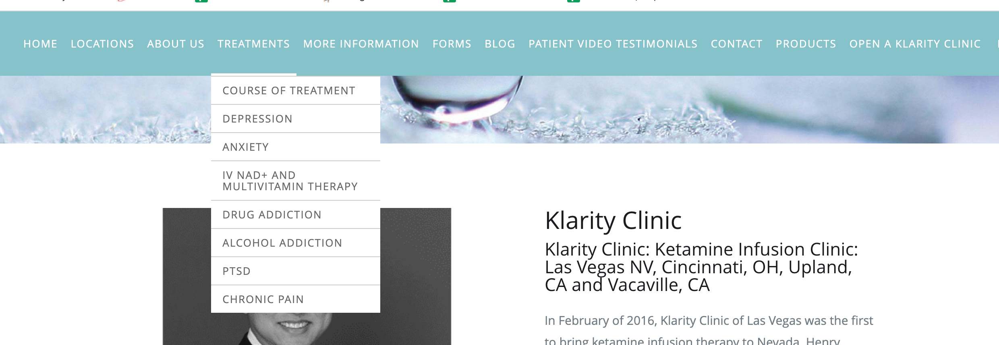 HOME LOCATIONS ABOUT US TREATMENTS MORE INFORMATION FORMS BLOG PATIENT VIDEO TESTIMONIALS CONTACT PRODUCTS OPEN A KLARITY CLINIC
COURSE OF TREATMENT
DEPRESSION
ANXIETY
IV NAD+ AND
MULTIVITAMIN THERAPY
DRUG ADDICTION
ALCOHOL ADDICTION
PTSD
CHRONIC PAIN
Klarity Clinic
Klarity Clinic: Ketamine Infusion Clinic:
Las Vegas NV, Cincinnati, OH, Upland,
CA and Vacaville, CA
In February of 2016, Klarity Clinic of Las Vegas was the first
to bring ketamine infusion therapy to Nevada. Henry